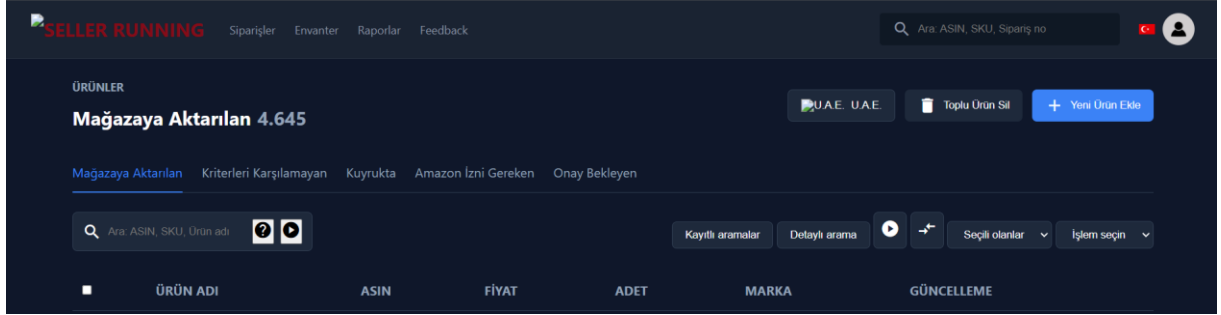 SELLER RUNNING Siparişler Envanter Raporlar Feedback Ara: ASIN, SKU, Sipariş no
ÜRÜNLER
Mağazaya Aktarılan 4.645
U.A.E. U.A.E. Toplu Ürün Sil + Yeni Ürün Ekle
Mağazaya Aktarılan Kriterleri Karşılamayan Kuyrukta Amazon İzni Gereken Onay Bekleyen
Ara: ASIN, SKU, Ürün adı
Kayıtlı aramalar Detaylı arama Seçili olanlar İşlem seçin
ÜRÜN ADI ASIN FİYAT ADET MARKA GÜNCELLEME